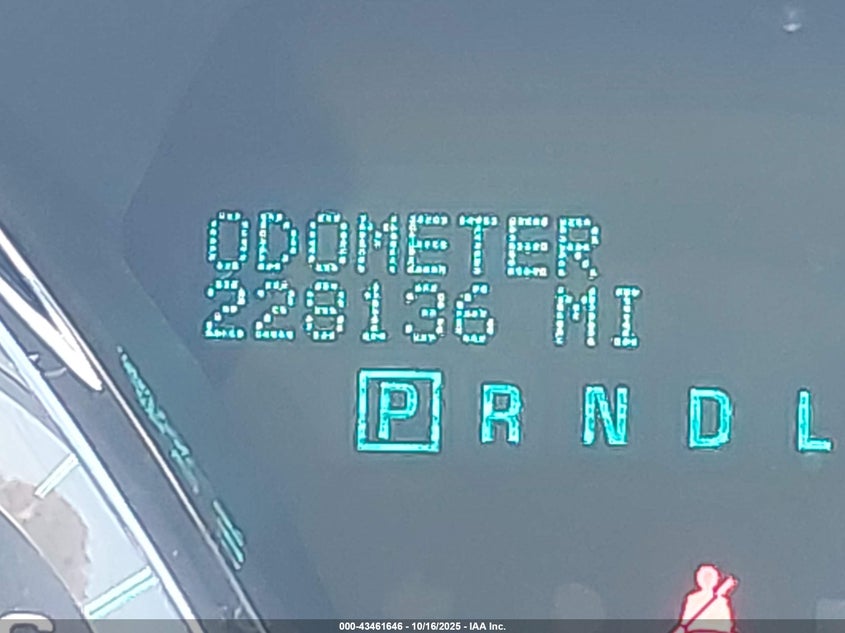 ODOMETER
228136 MI
P R N D L
000-43461646 - 10/16/2025 - IAA Inc.